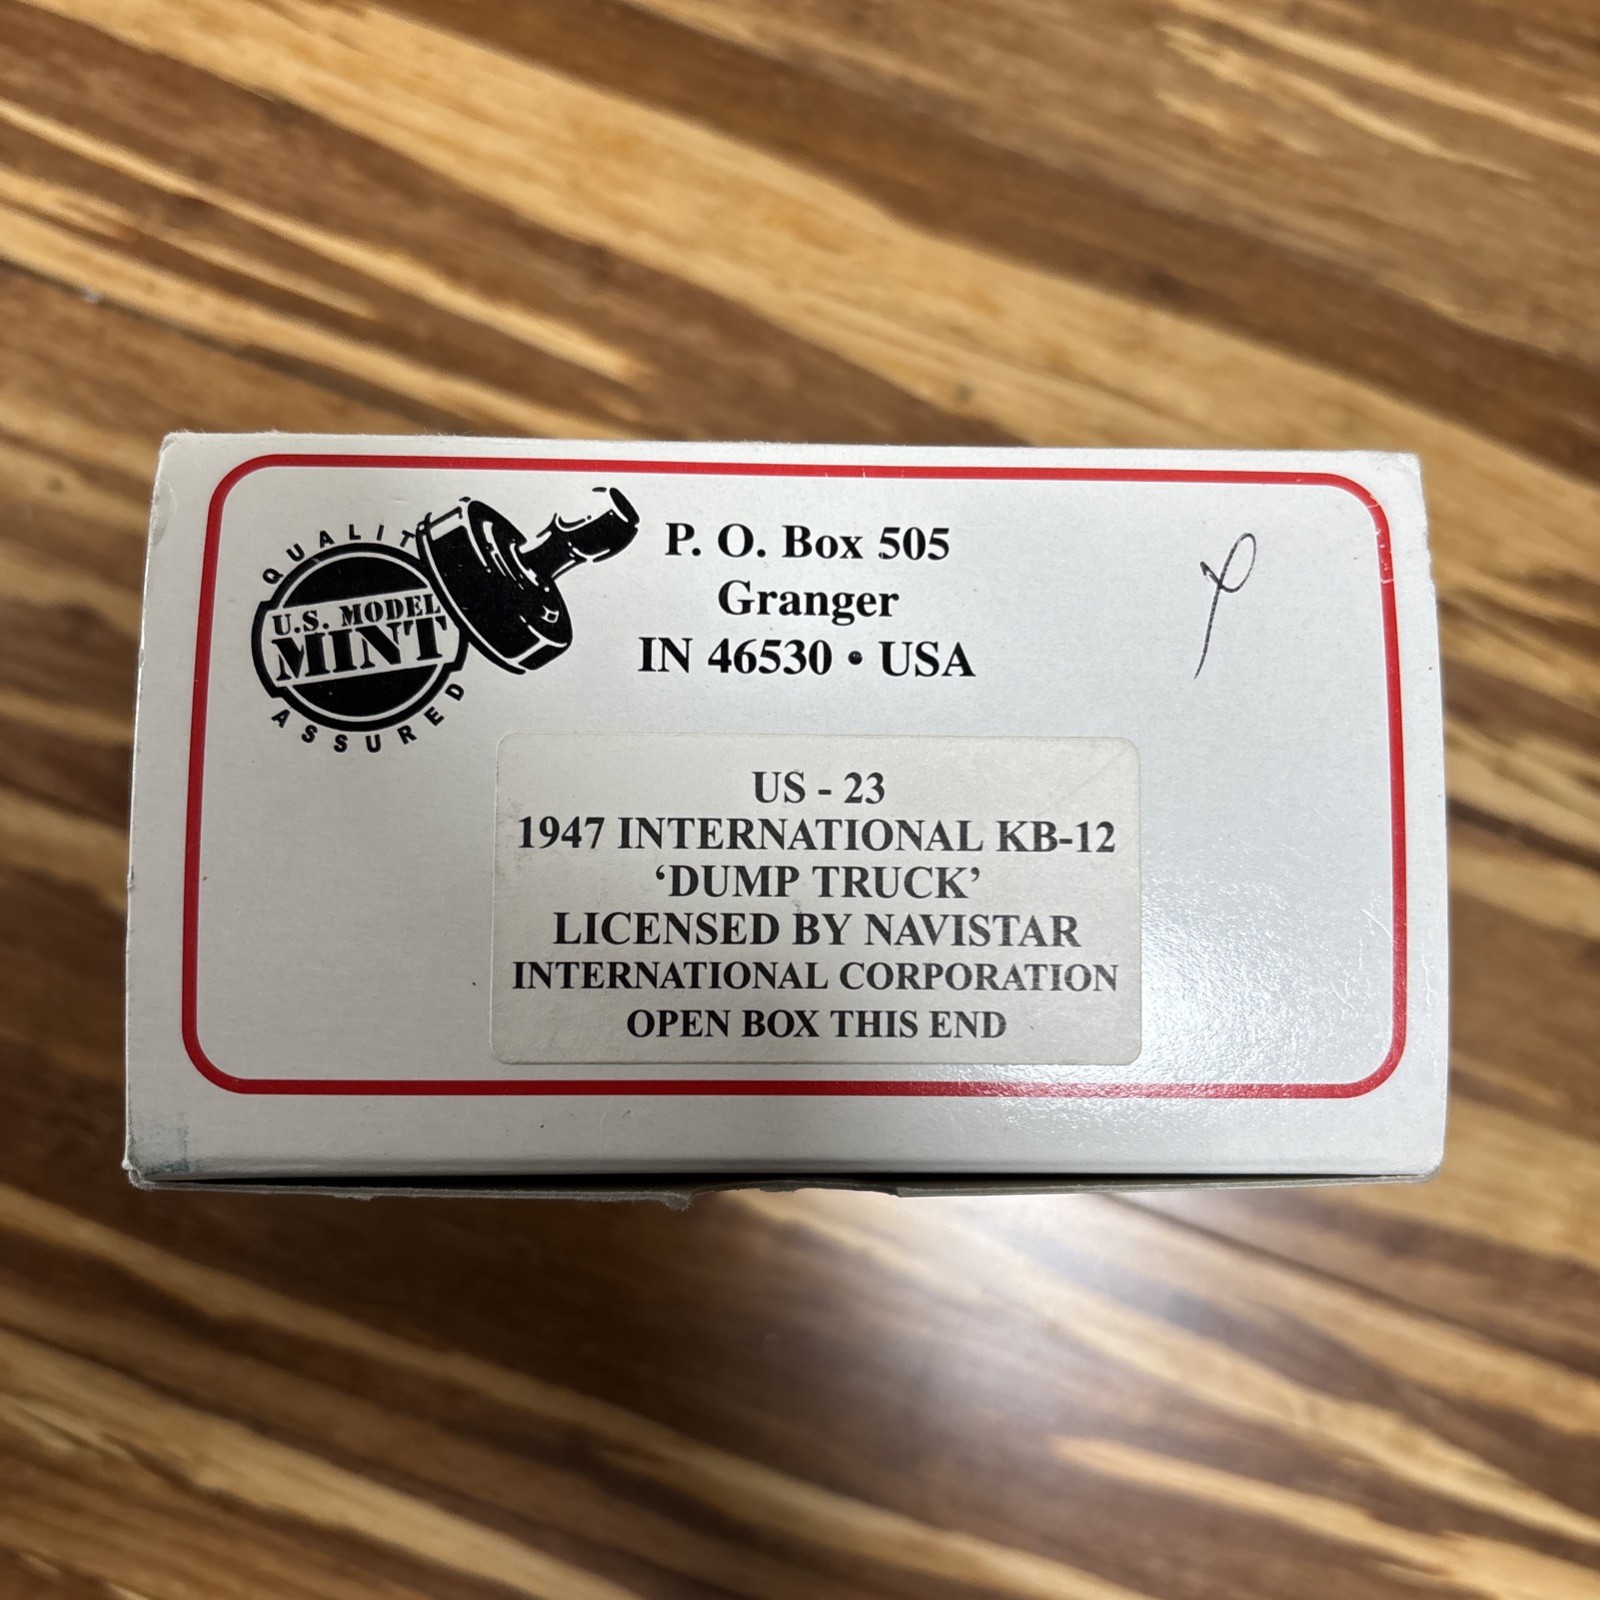 QUALITY
U.S. MODEL
MINT
ASSURED
P. O. Box 505
Granger
IN 46530 • USA
US - 23
1947 INTERNATIONAL KB-12
‘DUMP TRUCK’
LICENSED BY NAVISTAR
INTERNATIONAL CORPORATION
OPEN BOX THIS END